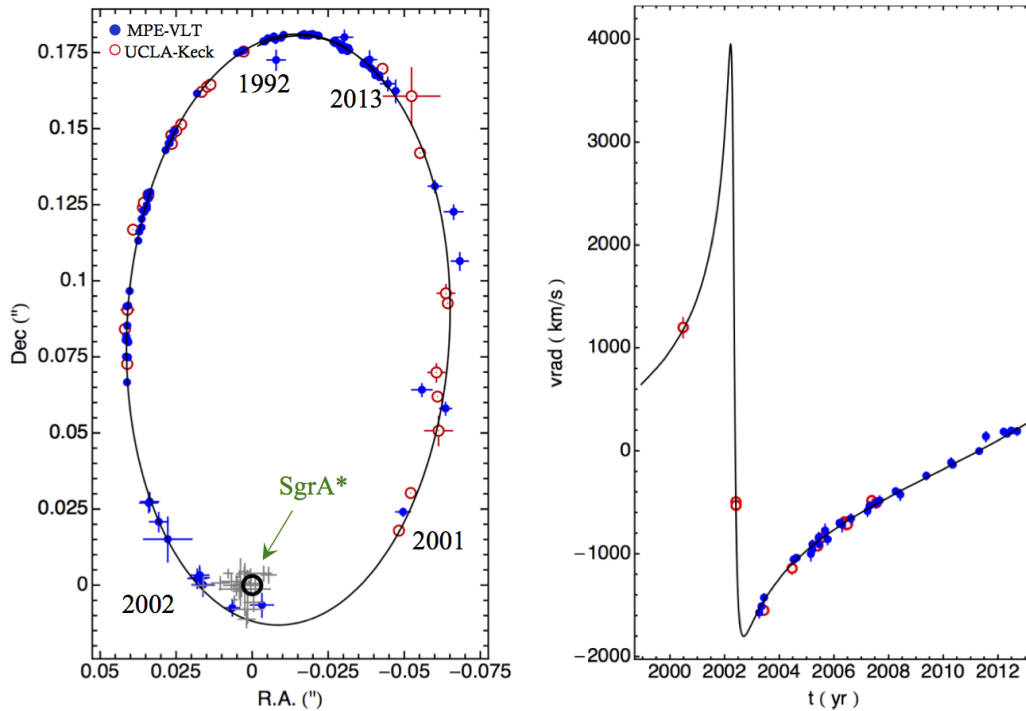 MPE-VLT
UCLA-Keck
1992
2013
SgrA*
2001
2002
0.175
0.15
0.125
0.1
0.075
0.05
0.025
0
Dec (")
0.05 0.025 0 −0.025 −0.05 −0.075
R.A. (")
4000
3000
2000
1000
0
−1000
−2000
vrad ( km/s )
2000 2002 2004 2006 2008 2010 2012
t ( yr )